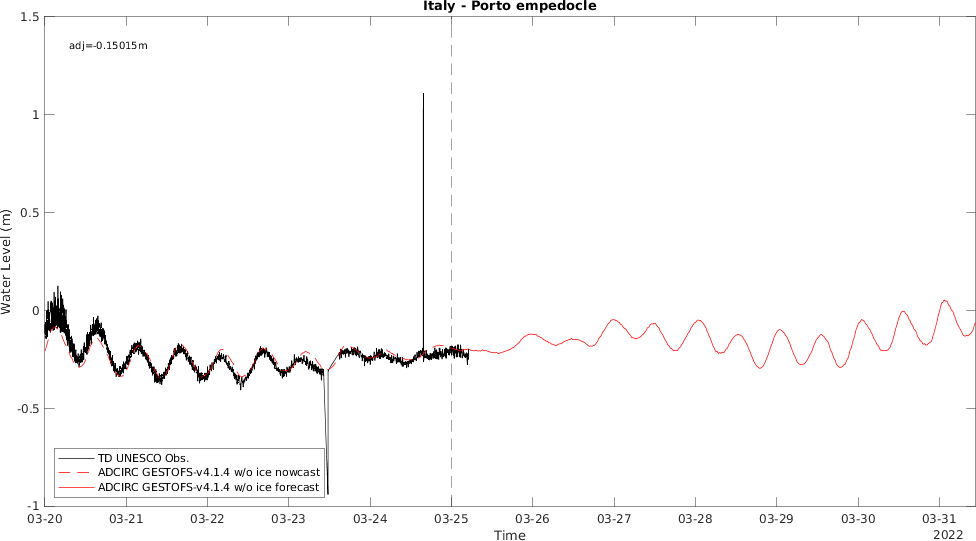 Italy - Porto empedocle
adj=-0.15015m
1.5
1
0.5
0
-0.5
-1
Water Level (m)
TD UNESCO Obs.
ADCIRC GESTOFS-v4.1.4 w/o ice nowcast
ADCIRC GESTOFS-v4.1.4 w/o ice forecast
03-20 03-21 03-22 03-23 03-24 03-25 03-26 03-27 03-28 03-29 03-30 03-31
Time
2022